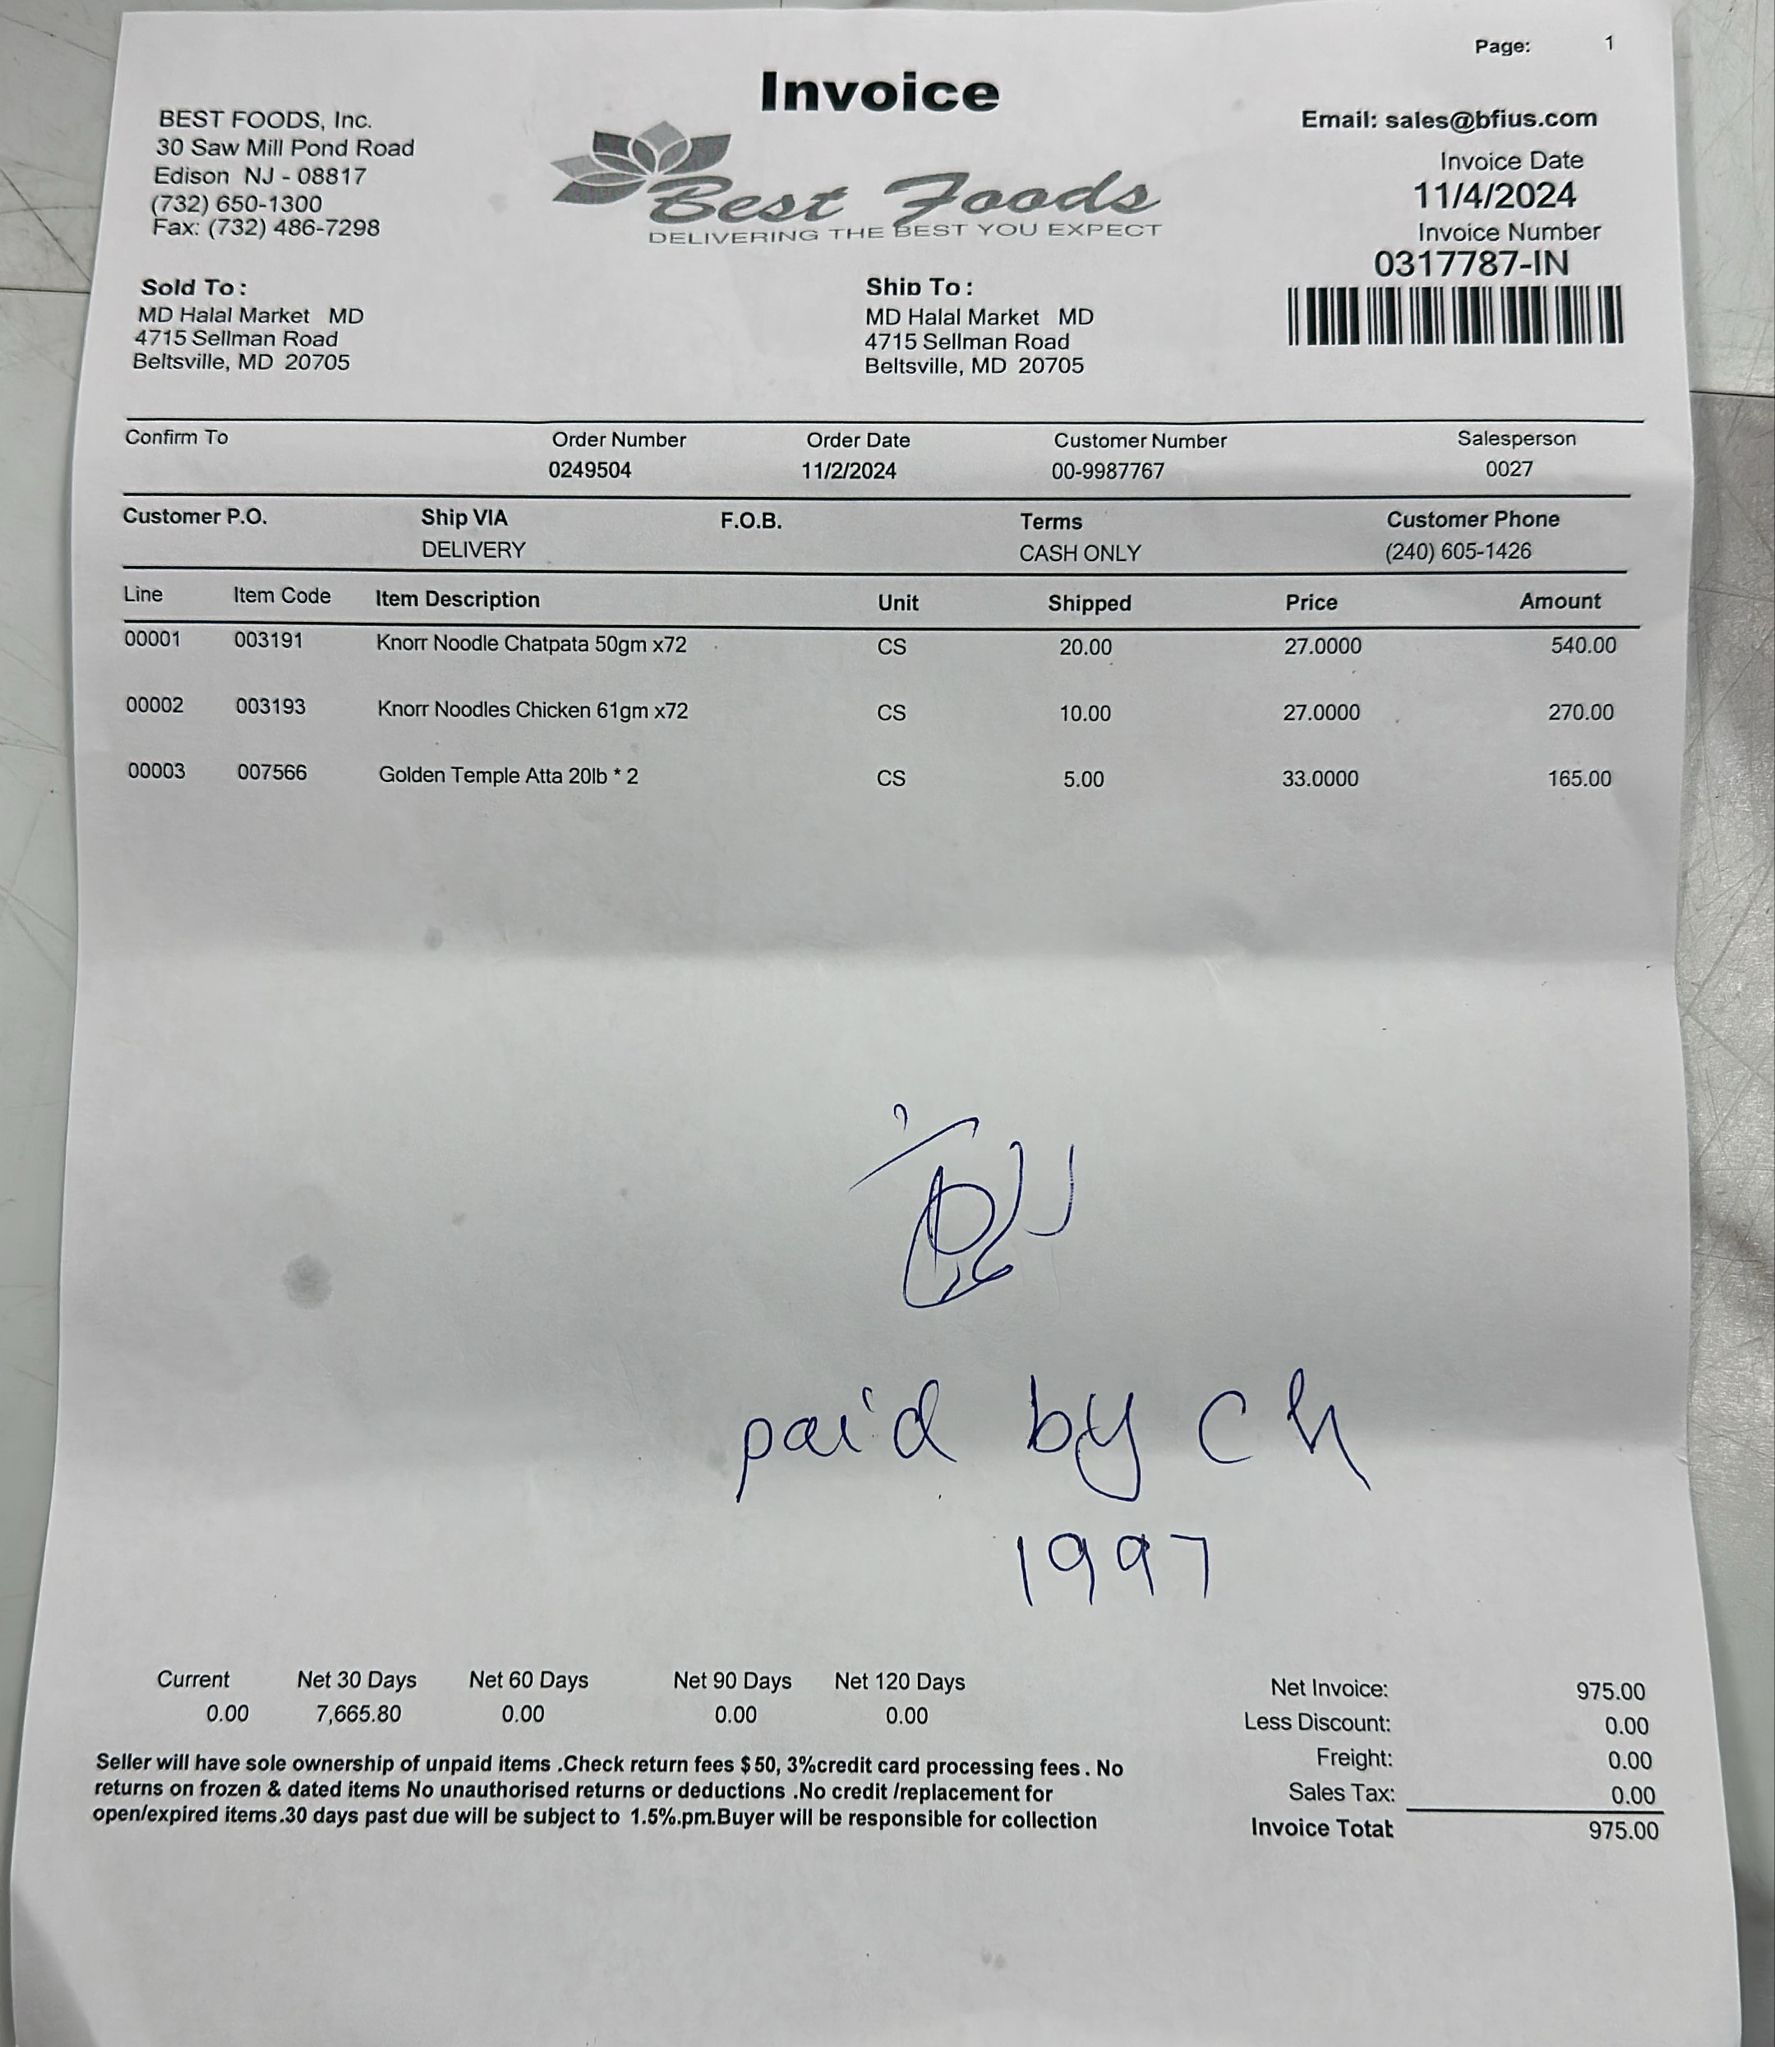 Page: 1
Invoice
BEST FOODS, Inc.
30 Saw Mill Pond Road
Edison NJ - 08817
(732) 650-1300
Fax: (732) 486-7298
Best Foods
DELIVERING THE BEST YOU EXPECT
Email: sales@bfius.com
Invoice Date
11/4/2024
Invoice Number
0317787-IN
Sold To :
MD Halal Market MD
4715 Sellman Road
Beltsville, MD 20705
Ship To :
MD Halal Market MD
4715 Sellman Road
Beltsville, MD 20705
Confirm To Order Number Order Date Customer Number Salesperson
0249504 11/2/2024 00-9987767 0027
Customer P.O. Ship VIA F.O.B. Terms Customer Phone
DELIVERY CASH ONLY (240) 605-1426
Line Item Code Item Description Unit Shipped Price Amount
00001 003191 Knorr Noodle Chatpata 50gm x72 CS 20.00 27.0000 540.00
00002 003193 Knorr Noodles Chicken 61gm x72 CS 10.00 27.0000 270.00
00003 007566 Golden Temple Atta 20lb * 2 CS 5.00 33.0000 165.00
paid by ch
1997
Current Net 30 Days Net 60 Days Net 90 Days Net 120 Days
0.00 7,665.80 0.00 0.00 0.00
Seller will have sole ownership of unpaid items .Check return fees $50, 3%credit card processing fees . No
returns on frozen & dated items No unauthorised returns or deductions .No credit /replacement for
open/expired items.30 days past due will be subject to 1.5%.pm.Buyer will be responsible for collection
Net Invoice: 975.00
Less Discount: 0.00
Freight: 0.00
Sales Tax: 0.00
Invoice Total: 975.00